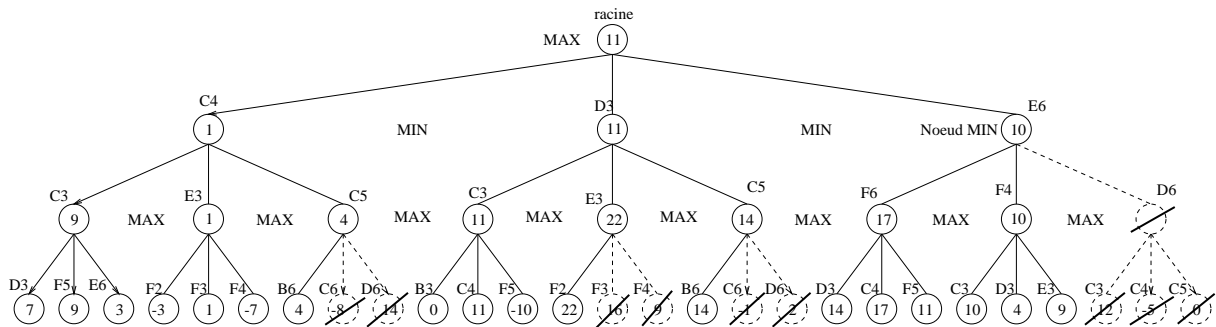 racine
MAX 11
C4 D3 E6
1 MIN 11 MIN Noeud MIN 10
C3 E3 C5 C3 E3 C5 F6 F4 D6
9 MAX 1 MAX 4 MAX 11 MAX 22 MAX 14 MAX 17 MAX 10 MAX
D3 F5 E6 F2 F3 F4 B6 C6 D6 B3 C4 F5 F2 F3 F4 B6 C6 D6 D3 C4 F5 C3 D3 E3 C3 C4 C5
7 9 3 -3 1 -7 4 -8 14 0 11 -10 22 16 9 14 -1 2 14 17 11 10 4 9 12 -5 0